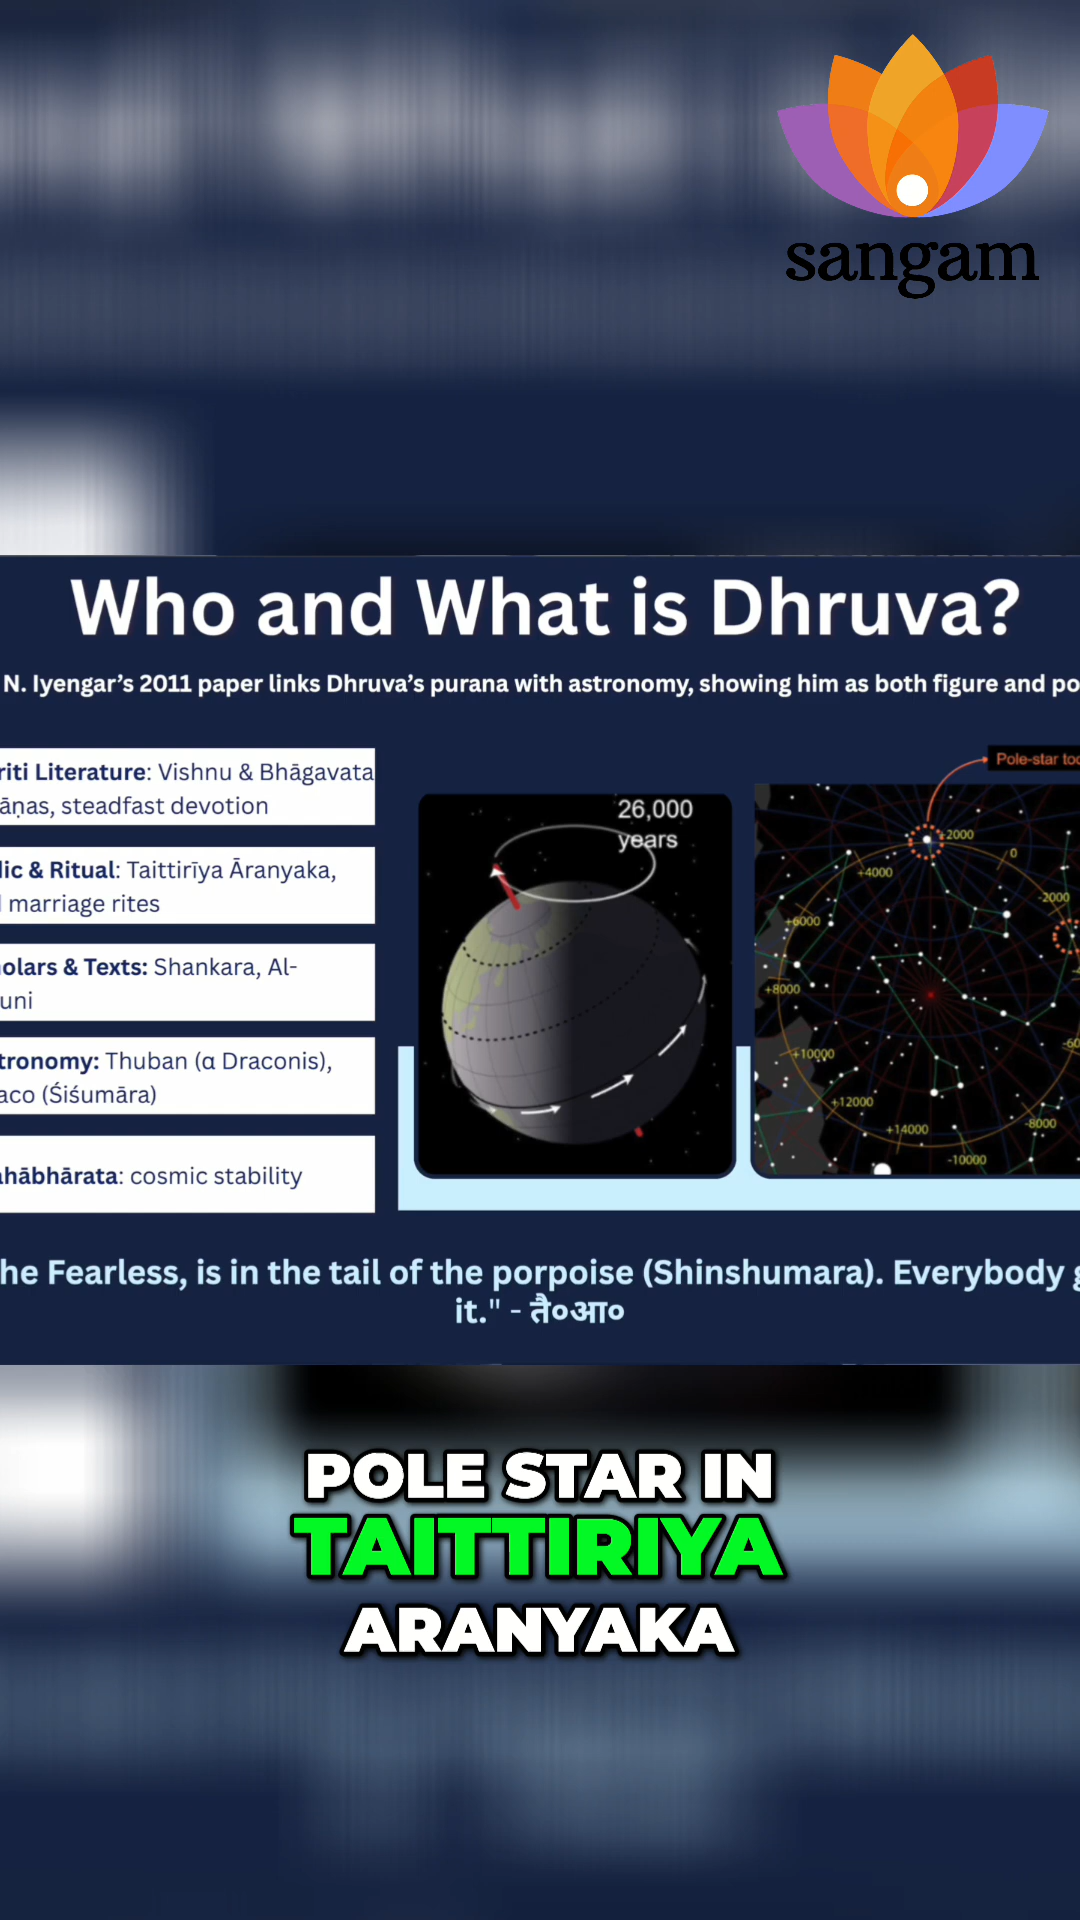 sangam
Who and What is Dhruva?
N. Iyengar's 2011 paper links Dhruva's purana with astronomy, showing him as both figure and po
riti Literature: Vishnu & Bhāgavata
āṇas, steadfast devotion
lic & Ritual: Taittirīya Āranyaka,
l marriage rites
olars & Texts: Shankara, Al-
uni
tronomy: Thuban (α Draconis),
aco (Śiśumāra)
ahābhārata: cosmic stability
26,000
years
Pole-star tod
+2000
0
+4000
-2000
+6000
+8000
+10000
-60
+12000
+14000
-8000
-10000
he Fearless, is in the tail of the porpoise (Shinshumara). Everybody g
it." - तै०आ०
POLE STAR IN
TAITTIRIYA
ARANYAKA